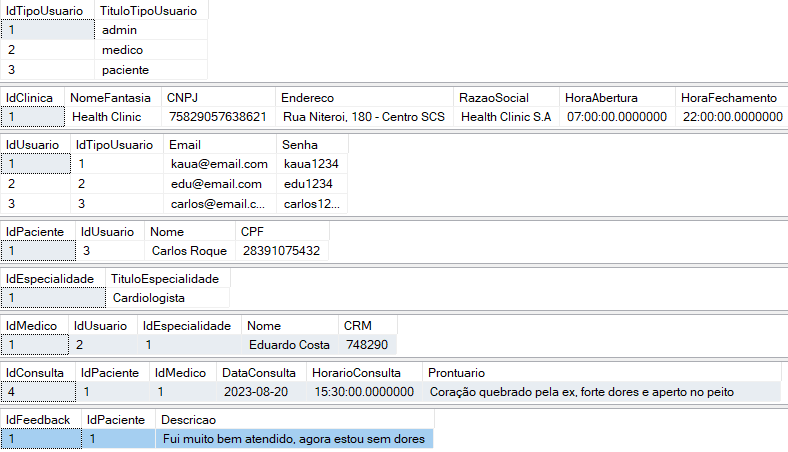 IdTipoUsuario TituloTipoUsuario
1 admin
2 medico
3 paciente
IdClinica NomeFantasia CNPJ Endereco RazaoSocial HoraAbertura HoraFechamento
1 Health Clinic 75829057638621 Rua Niteroi, 180 - Centro SCS Health Clinic S.A 07:00:00.0000000 22:00:00.0000000
IdUsuario IdTipoUsuario Email Senha
1 1 kaua@email.com kaua1234
2 2 edu@email.com edu1234
3 3 carlos@email.c... carlos12...
IdPaciente IdUsuario Nome CPF
1 3 Carlos Roque 28391075432
IdEspecialidade TituloEspecialidade
1 Cardiologista
IdMedico IdUsuario IdEspecialidade Nome CRM
1 2 1 Eduardo Costa 748290
IdConsulta IdPaciente IdMedico DataConsulta HorarioConsulta Prontuario
4 1 1 2023-08-20 15:30:00.0000000 Coração quebrado pela ex, forte dores e aperto no peito
IdFeedback IdPaciente Descricao
1 1 Fui muito bem atendido, agora estou sem dores